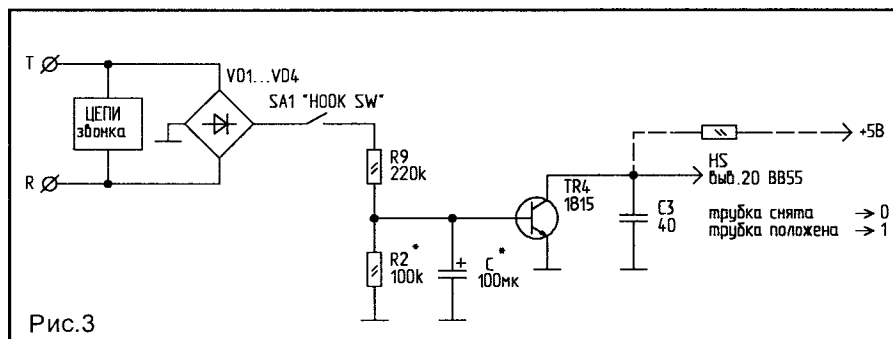 T
VD1...VD4
SA1 "HOOK SW"
ЦЕПИ
звонка
R
R9
220k
R2*
100k
C*
+
100мк
TR4
1815
+5В
HS
выв.20 BB55
C3
40
трубка снята → 0
трубка положена → 1
Рис.3